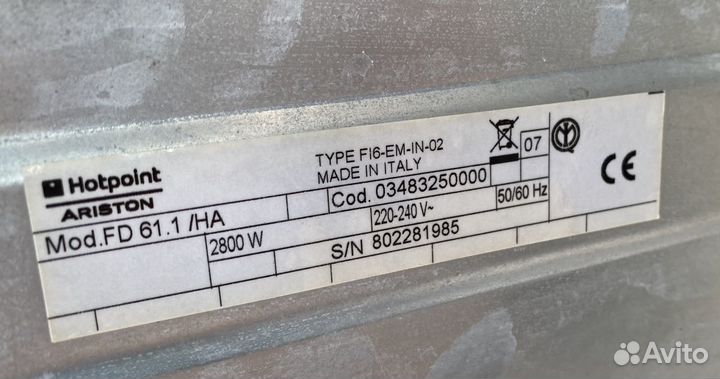 Hotpoint
ARISTON
TYPE FI6-EM-IN-02
MADE IN ITALY
07
CE
Mod.FD 61.1 /HA
Cod. 03483250000
2800 W
220-240 V~
50/60 Hz
S/N 802281985
Avito